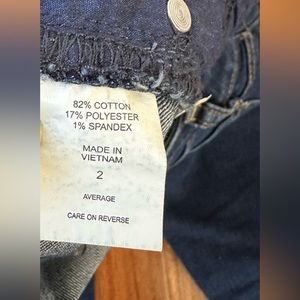 82% COTTON
17% POLYESTER
1% SPANDEX
MADE IN
VIETNAM
2
AVERAGE
CARE ON REVERSE